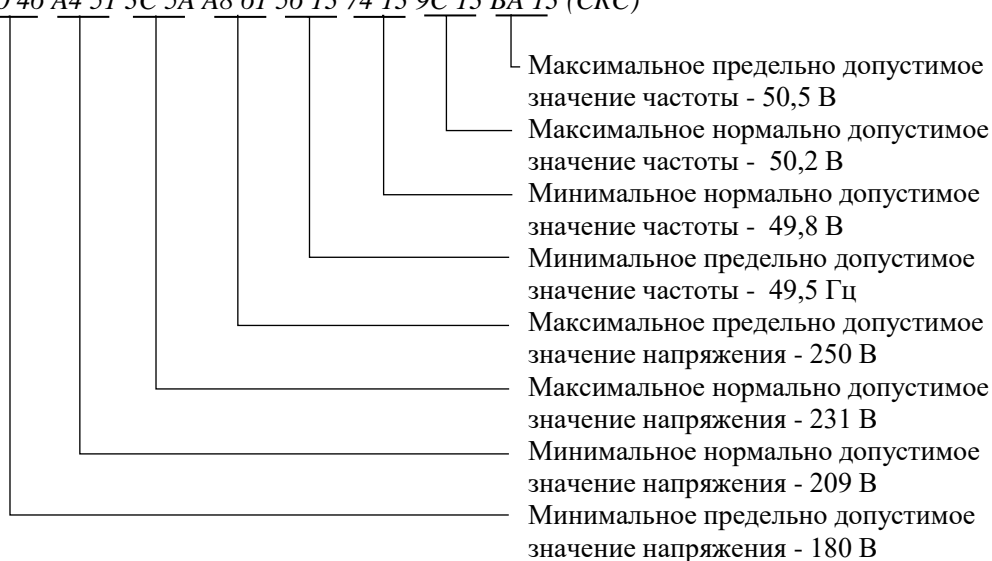 0 46 A4 51 3C 5A A8 61 56 13 74 13 9C 13 BA 13 (CRC)
Максимальное предельно допустимое
значение частоты - 50,5 В
Максимальное нормально допустимое
значение частоты - 50,2 В
Минимальное нормально допустимое
значение частоты - 49,8 В
Минимальное предельно допустимое
значение частоты - 49,5 Гц
Максимальное предельно допустимое
значение напряжения - 250 В
Максимальное нормально допустимое
значение напряжения - 231 В
Минимальное нормально допустимое
значение напряжения - 209 В
Минимальное предельно допустимое
значение напряжения - 180 В